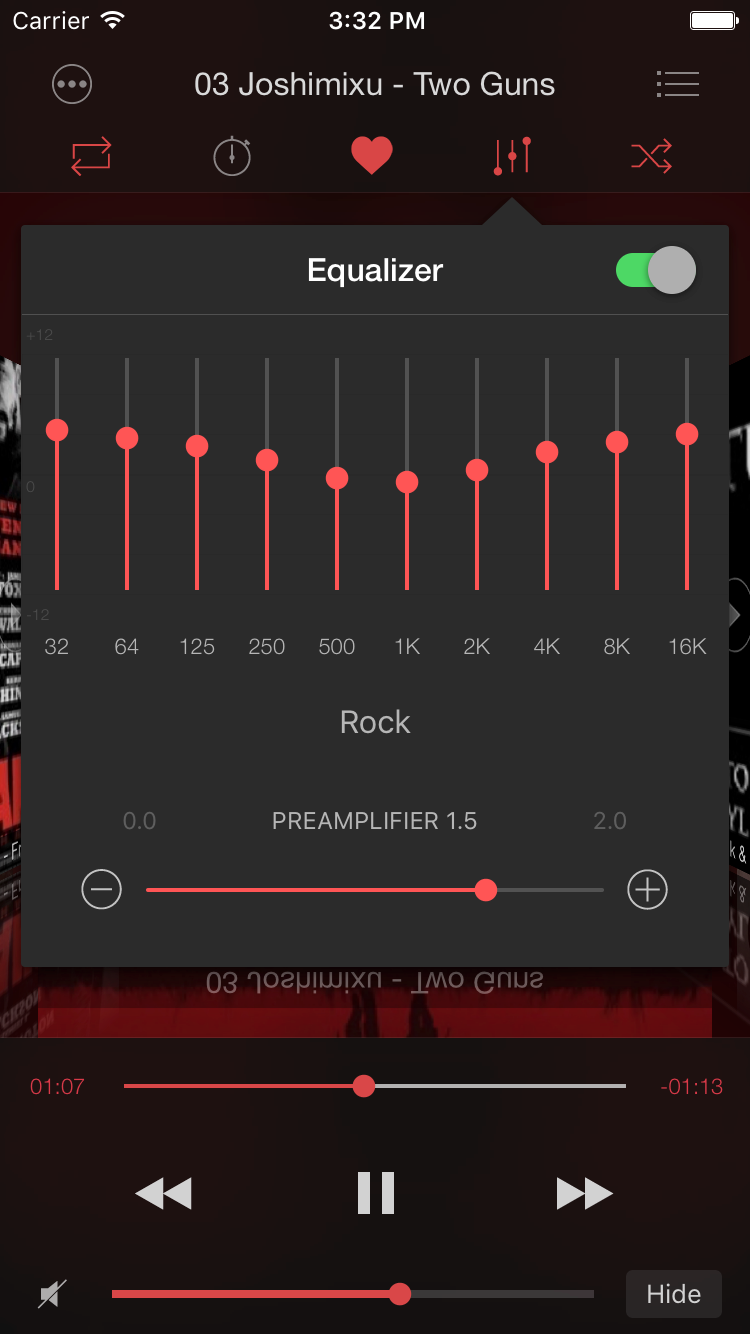 Carrier 3:32 PM
03 Joshimixu - Two Guns
Equalizer
+12
0
-12
32 64 125 250 500 1K 2K 4K 8K 16K
Rock
0.0 PREAMPLIFIER 1.5 2.0
03 Joshimixu - Two Guns
01:07 -01:13
Hide